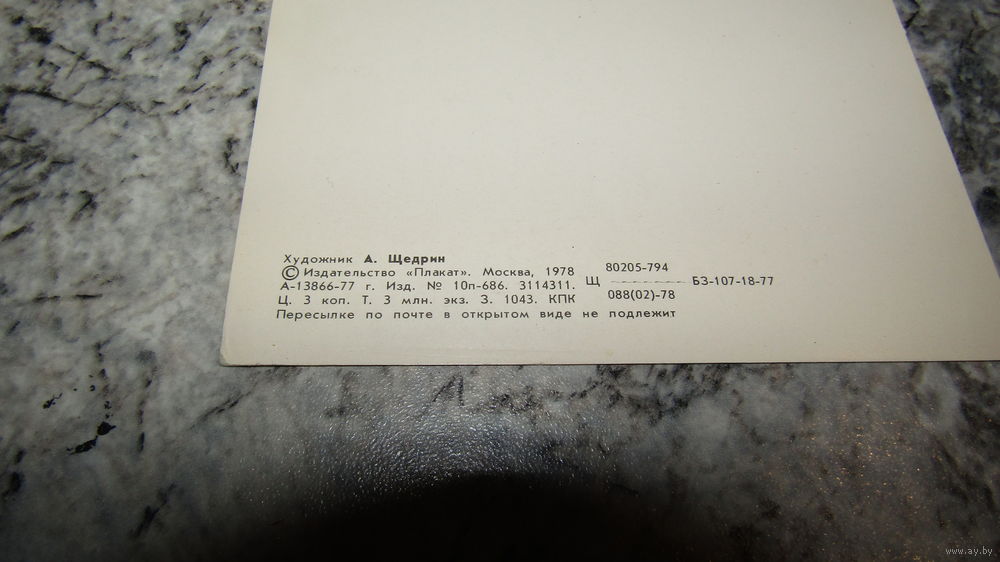 Художник А. Щедрин
© Издательство «Плакат». Москва, 1978
А-13866-77 г. Изд. № 10п-686. 3114311.
Ц. 3 коп. Т. 3 млн. экз. З. 1043. КПК
Пересылке по почте в открытом виде не подлежит
80205-794
Щ ———— БЗ-107-18-77
088(02)-78
www.ay.by